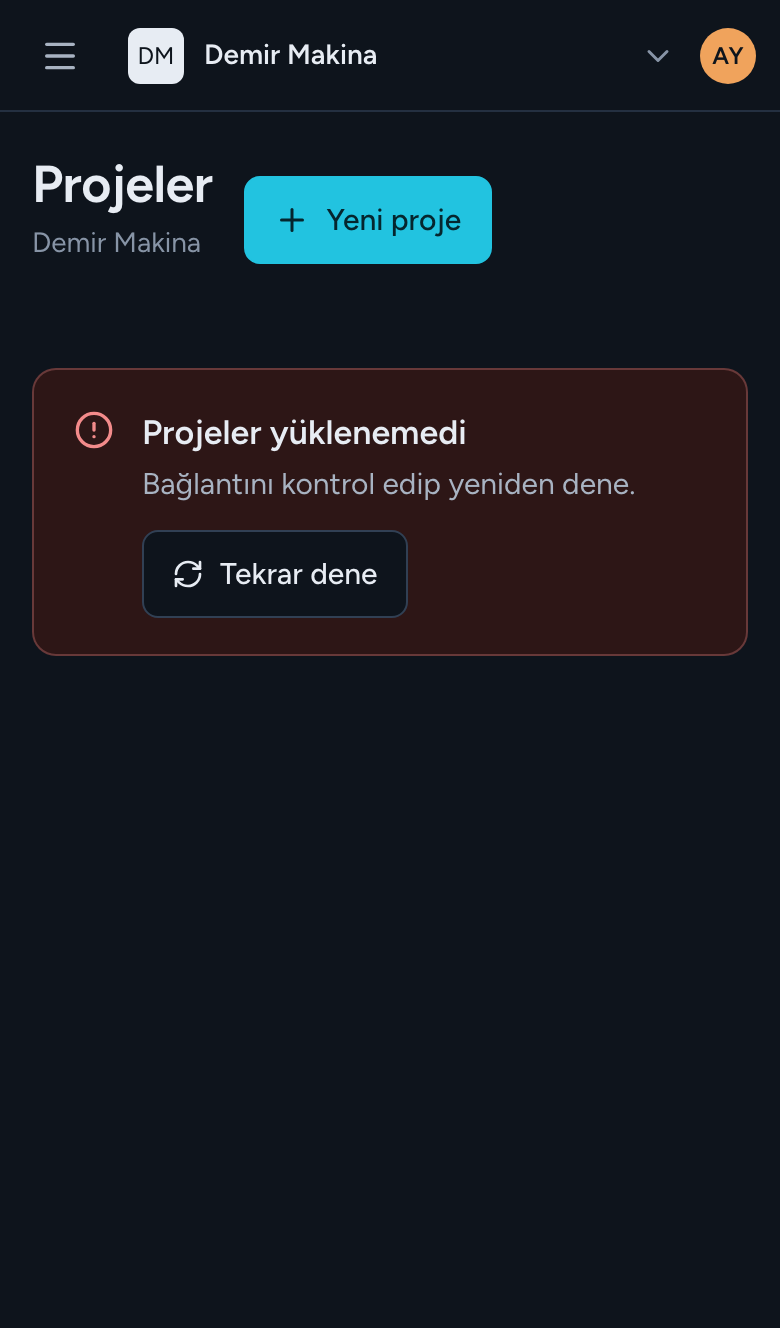 DM
Demir Makina
AY
Projeler
Demir Makina
Yeni proje
Projeler yüklenemedi
Bağlantını kontrol edip yeniden dene.
Tekrar dene